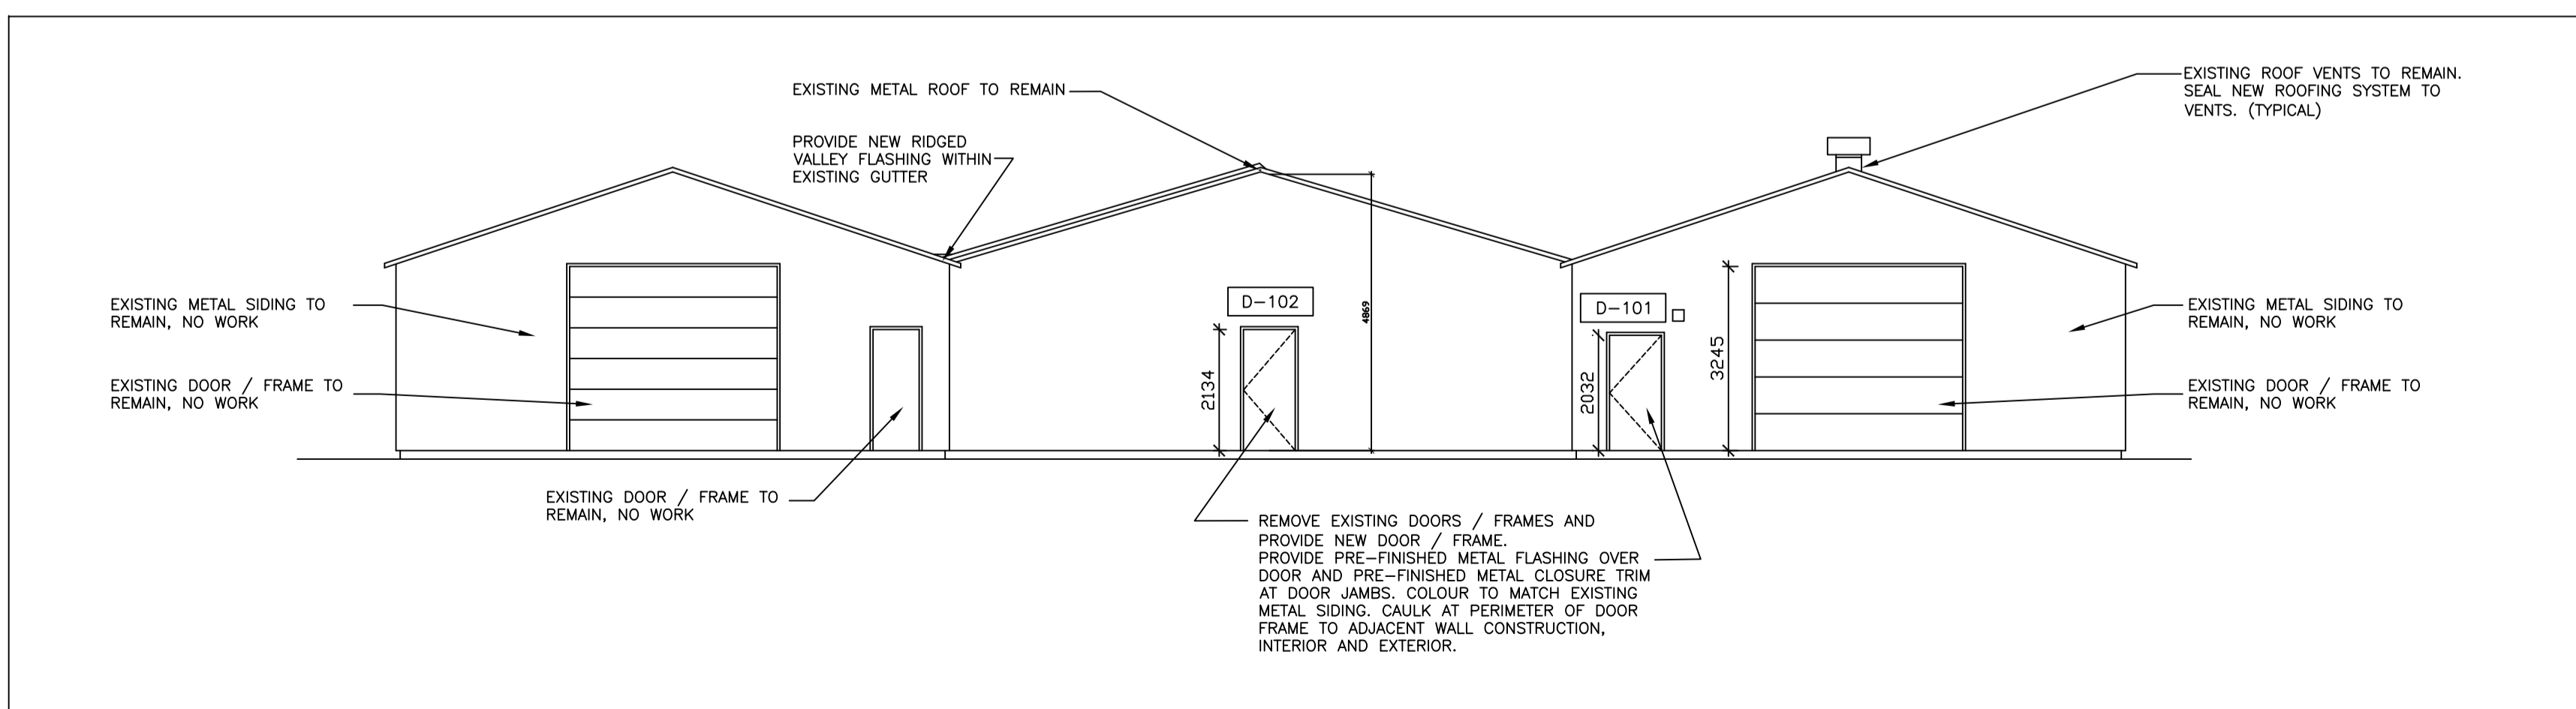 EXISTING METAL ROOF TO REMAIN
PROVIDE NEW RIDGED
VALLEY FLASHING WITHIN
EXISTING GUTTER
EXISTING ROOF VENTS TO REMAIN.
SEAL NEW ROOFING SYSTEM TO
VENTS. (TYPICAL)
EXISTING METAL SIDING TO
REMAIN, NO WORK
EXISTING DOOR / FRAME TO
REMAIN, NO WORK
EXISTING DOOR / FRAME TO
REMAIN, NO WORK
D-102
2134
4869
D-101
2032
3245
EXISTING METAL SIDING TO
REMAIN, NO WORK
EXISTING DOOR / FRAME TO
REMAIN, NO WORK
REMOVE EXISTING DOORS / FRAMES AND
PROVIDE NEW DOOR / FRAME.
PROVIDE PRE-FINISHED METAL FLASHING OVER
DOOR AND PRE-FINISHED METAL CLOSURE TRIM
AT DOOR JAMBS. COLOUR TO MATCH EXISTING
METAL SIDING. CAULK AT PERIMETER OF DOOR
FRAME TO ADJACENT WALL CONSTRUCTION,
INTERIOR AND EXTERIOR.